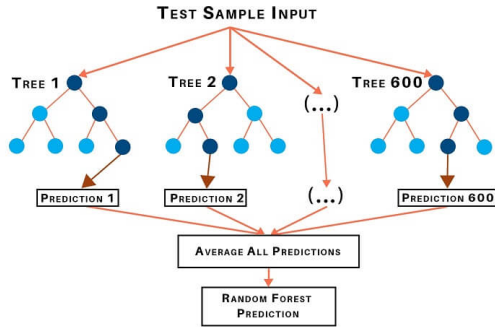 Test Sample Input
Tree 1
Tree 2
(...)
Tree 600
Prediction 1
Prediction 2
(...)
Prediction 600
Average All Predictions
Random Forest
Prediction